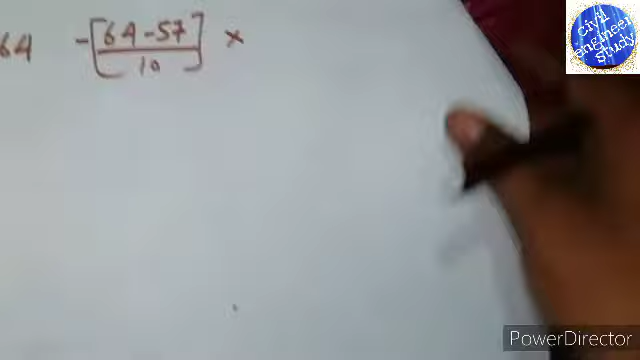 64 - [64-57 / 10] ×
civil
engineer
study
PowerDirector